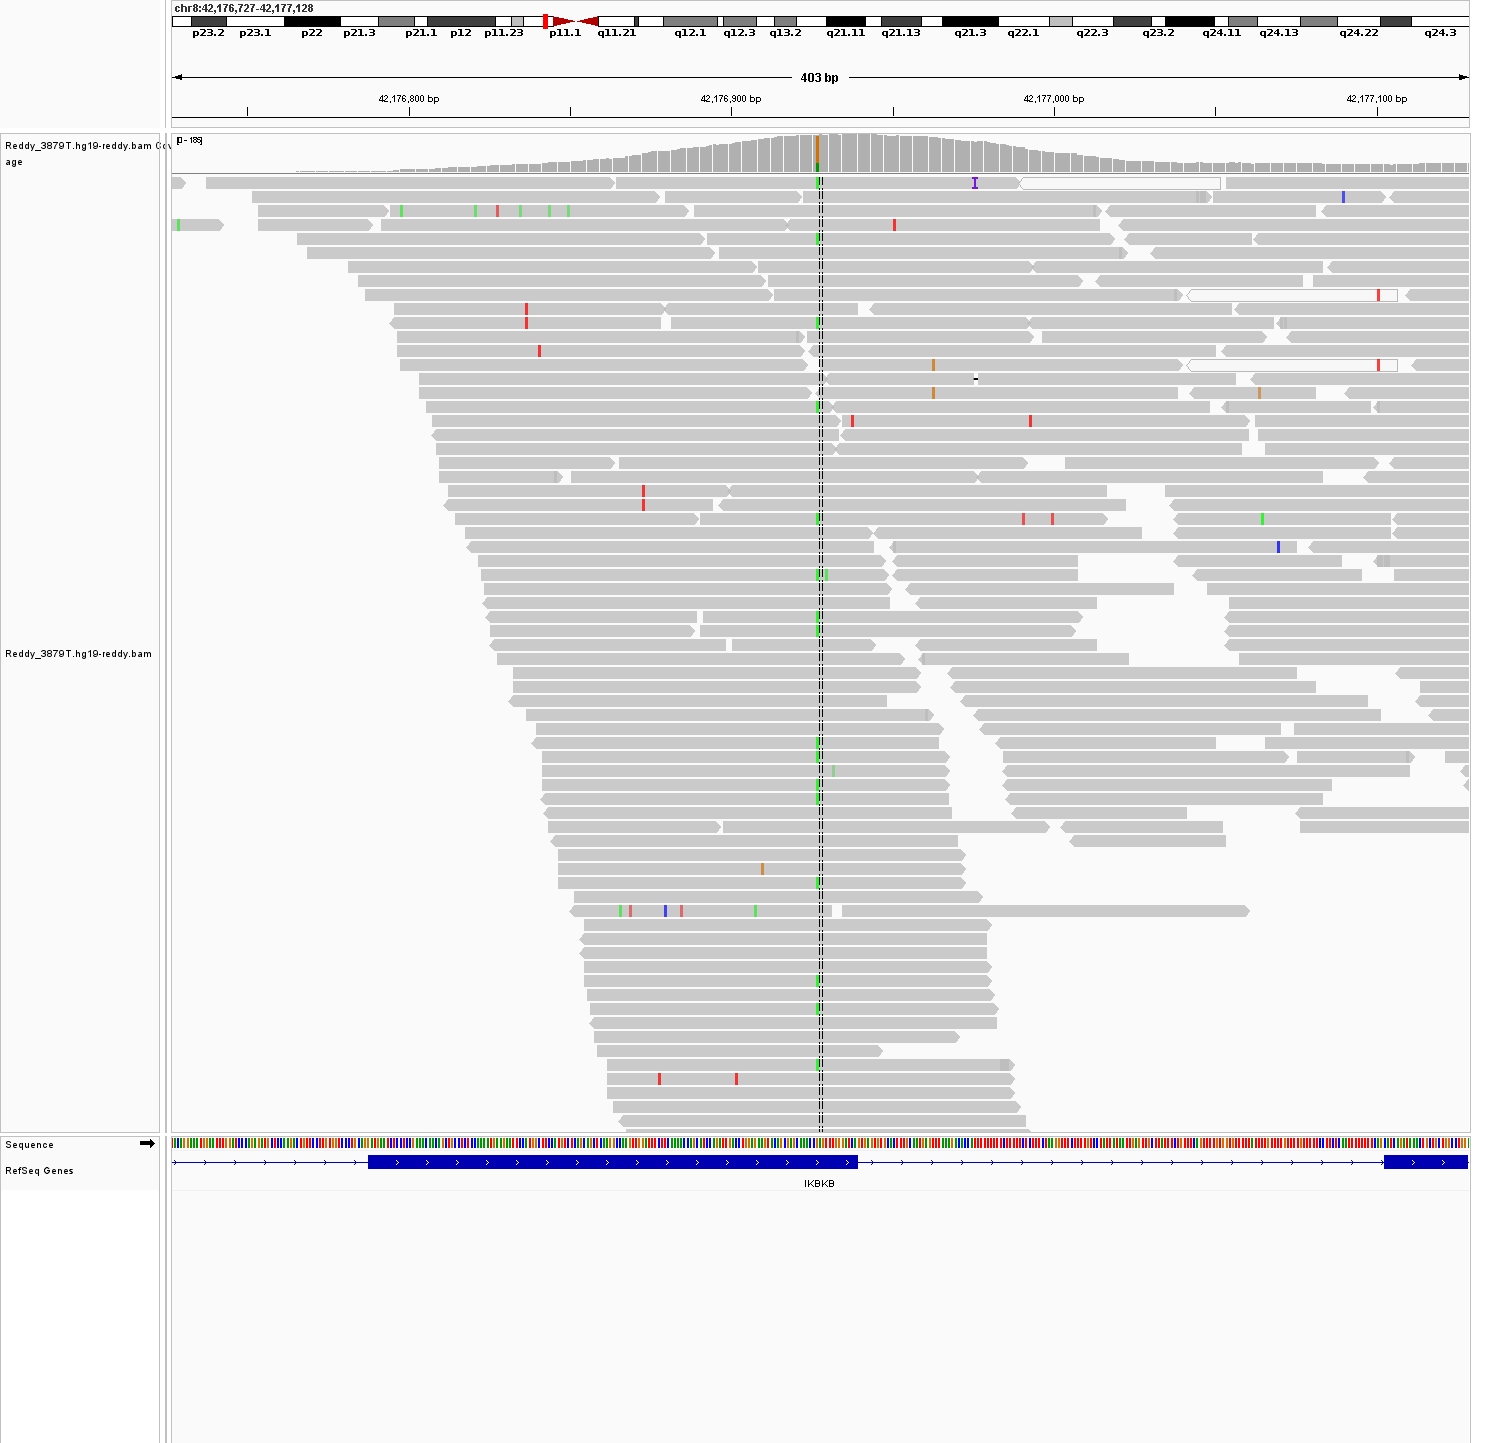 chr8:42,176,727-42,177,128
p23.2 p23.1 p22 p21.3 p21.1 p12 p11.23 p11.1 q11.21 q12.1 q12.3 q13.2 q21.11 q21.13 q21.3 q22.1 q22.3 q23.2 q24.11 q24.13 q24.22 q24.3
403 bp
42,176,800 bp 42,176,900 bp 42,177,000 bp 42,177,100 bp
[0 - 185]
Reddy_3879T.hg19-reddy.bam Cov
age
Reddy_3879T.hg19-reddy.bam
Sequence
RefSeq Genes
IKBKB